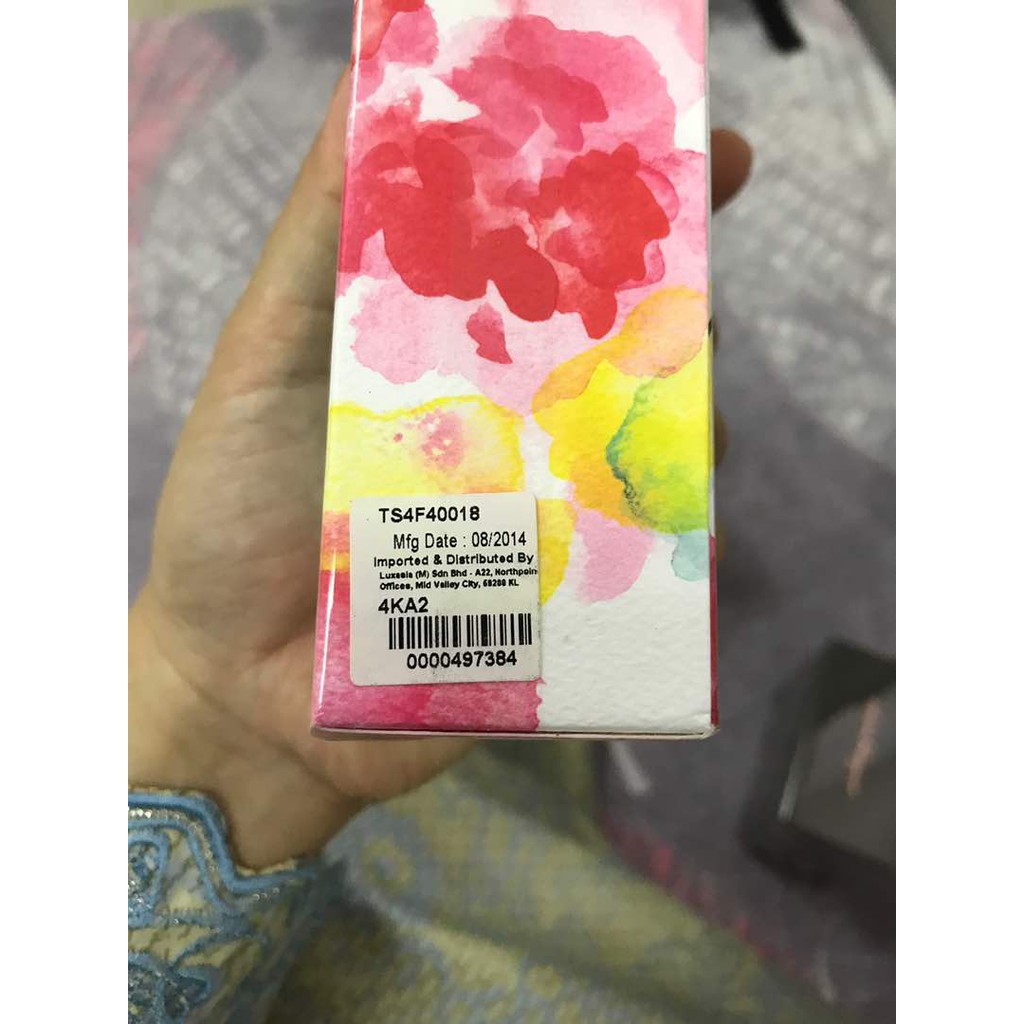 TS4F40018
Mfg Date : 08/2014
Imported & Distributed By
Luxasia (M) Sdn Bhd - A22, Northpoin
Offices, Mid Valley City, 59200 KL
4KA2
0000497384